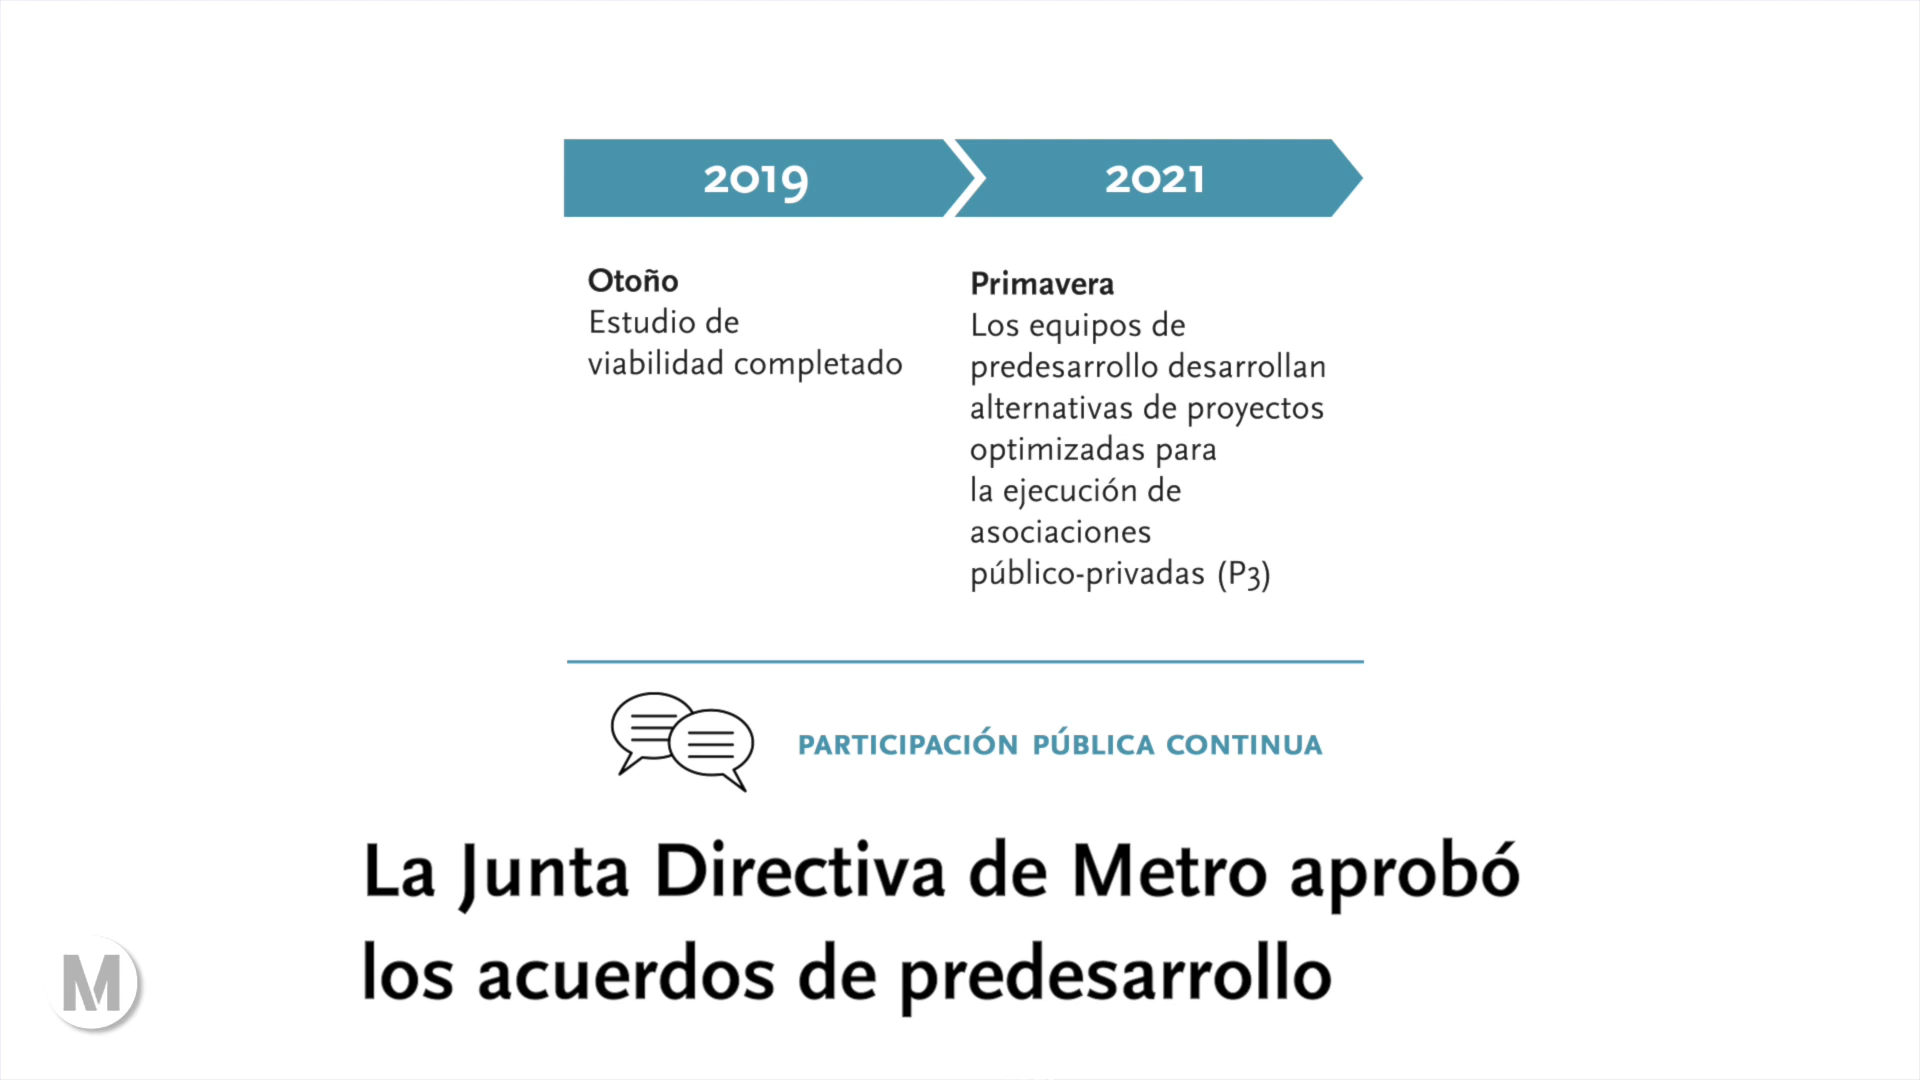 2019
2021
Otoño
Estudio de
viabilidad completado
Primavera
Los equipos de
predesarrollo desarrollan
alternativas de proyectos
optimizadas para
la ejecución de
asociaciones
público-privadas (P3)
PARTICIPACIÓN PÚBLICA CONTINUA
La Junta Directiva de Metro aprobó
los acuerdos de predesarrollo
M